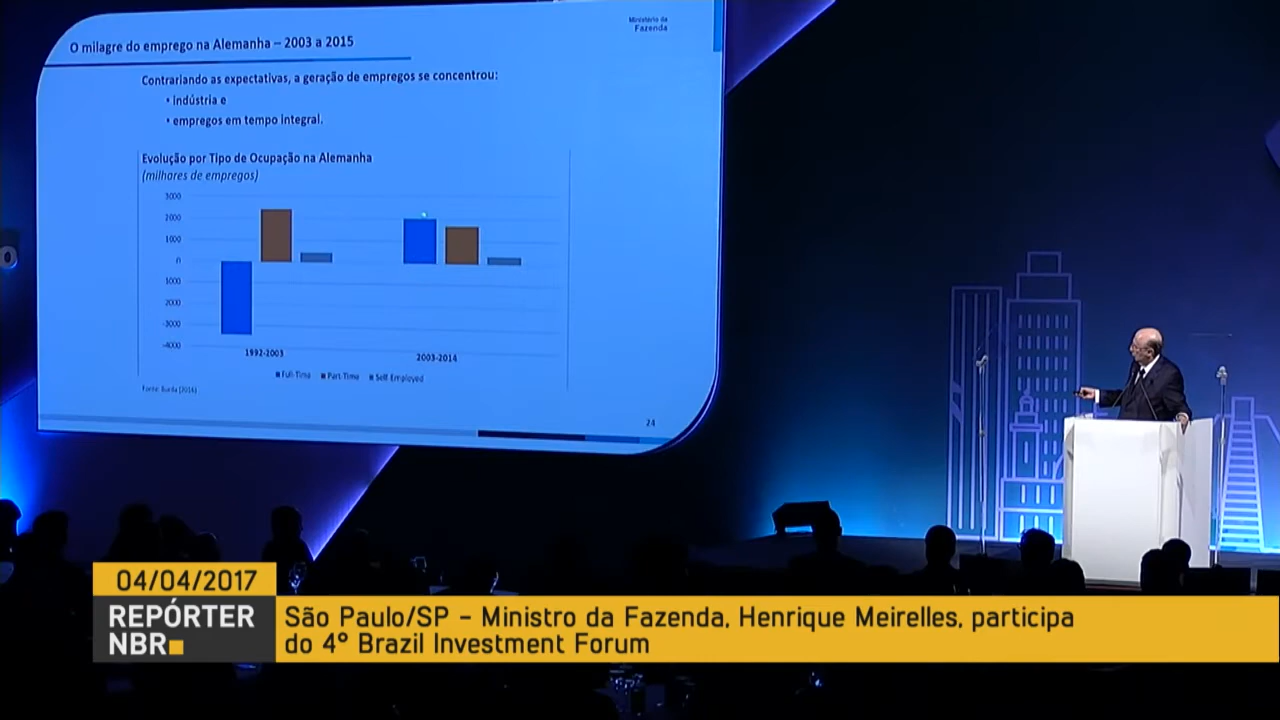 Ministério da
Fazenda
O milagre do emprego na Alemanha – 2003 a 2015
Contrariando as expectativas, a geração de empregos se concentrou:
• indústria e
• empregos em tempo integral.
Evolução por Tipo de Ocupação na Alemanha
(milhares de empregos)
3000
2000
1000
0
1000
2000
-3000
-4000
1992-2003
2003-2014
Full-Time Part-Time Self-Employed
24
04/04/2017
REPÓRTER
NBR
São Paulo/SP – Ministro da Fazenda, Henrique Meirelles, participa
do 4º Brazil Investment Forum